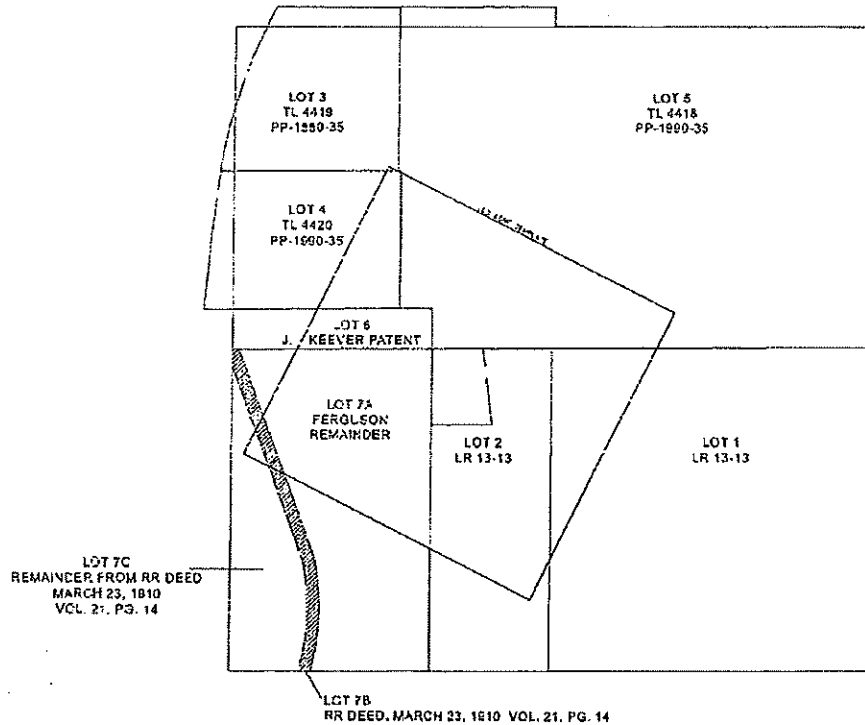 LOT 3
TL 4419
PP-1990-35
LOT 5
TL 4418
PP-1990-35
LOT 4
TL 4420
PP-1990-35
LOT 6
J. KEEVER PATENT
LOT 7A
FERGUSON
REMAINDER
LOT 2
LR 13-13
LOT 1
LR 13-13
LOT 7C
REMAINDER FROM RR DEED
MARCH 23, 1910
VOL. 21, PG. 14
LOT 7B
RR DEED, MARCH 23, 1910 VOL. 21, PG. 14